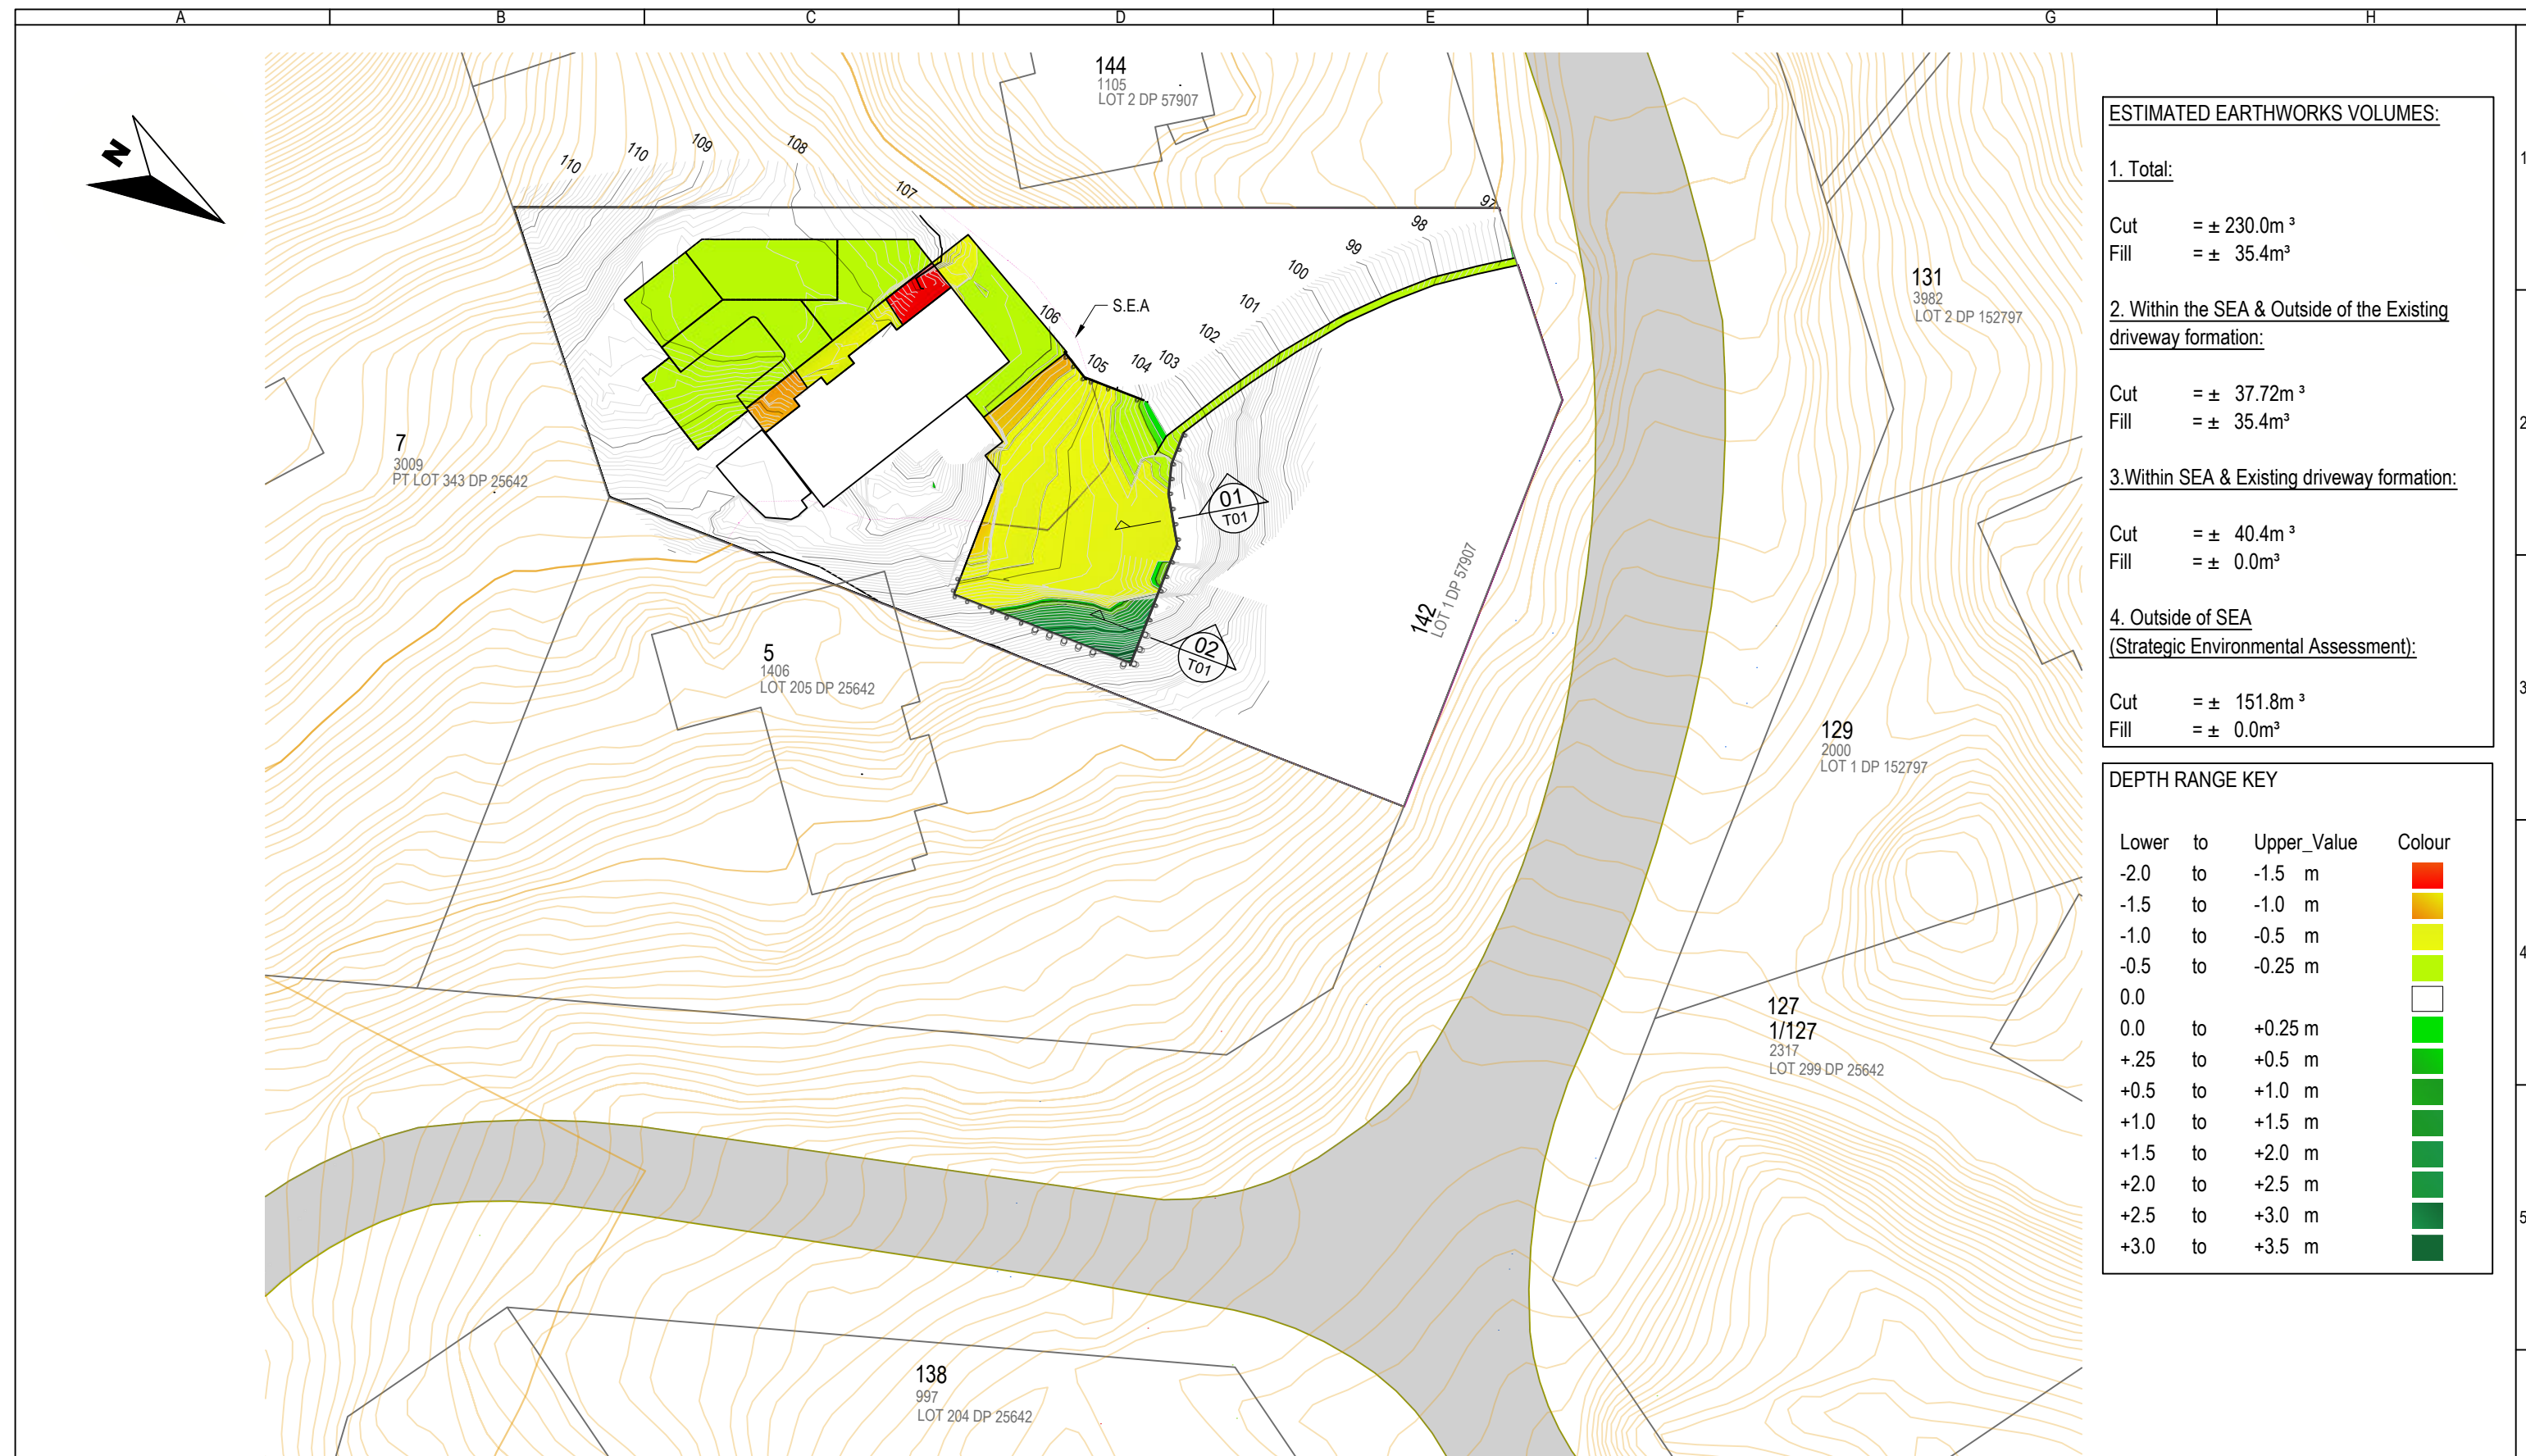 A B C D E F G H
144
1105
LOT 2 DP 57907
N
110 110 109 108 107
97
98
99
100
101
102
103
104
105
106
S.E.A
131
3982
LOT 2 DP 152797
7
3009
PT LOT 343 DP 25642
01
T01
02
T01
142
LOT 1 DP 57907
5
1406
LOT 205 DP 25642
129
2000
LOT 1 DP 152797
127
1/127
2317
LOT 299 DP 25642
138
997
LOT 204 DP 25642
ESTIMATED EARTHWORKS VOLUMES:
1. Total:
Cut = ± 230.0m ³
Fill = ± 35.4m³
2. Within the SEA & Outside of the Existing
driveway formation:
Cut = ± 37.72m ³
Fill = ± 35.4m³
3.Within SEA & Existing driveway formation:
Cut = ± 40.4m ³
Fill = ± 0.0m³
4. Outside of SEA
(Strategic Environmental Assessment):
Cut = ± 151.8m ³
Fill = ± 0.0m³
DEPTH RANGE KEY
Lower to Upper_Value Colour
-2.0 to -1.5 m
-1.5 to -1.0 m
-1.0 to -0.5 m
-0.5 to -0.25 m
0.0
0.0 to +0.25 m
+.25 to +0.5 m
+0.5 to +1.0 m
+1.0 to +1.5 m
+1.5 to +2.0 m
+2.0 to +2.5 m
+2.5 to +3.0 m
+3.0 to +3.5 m
1
2
3
4
5